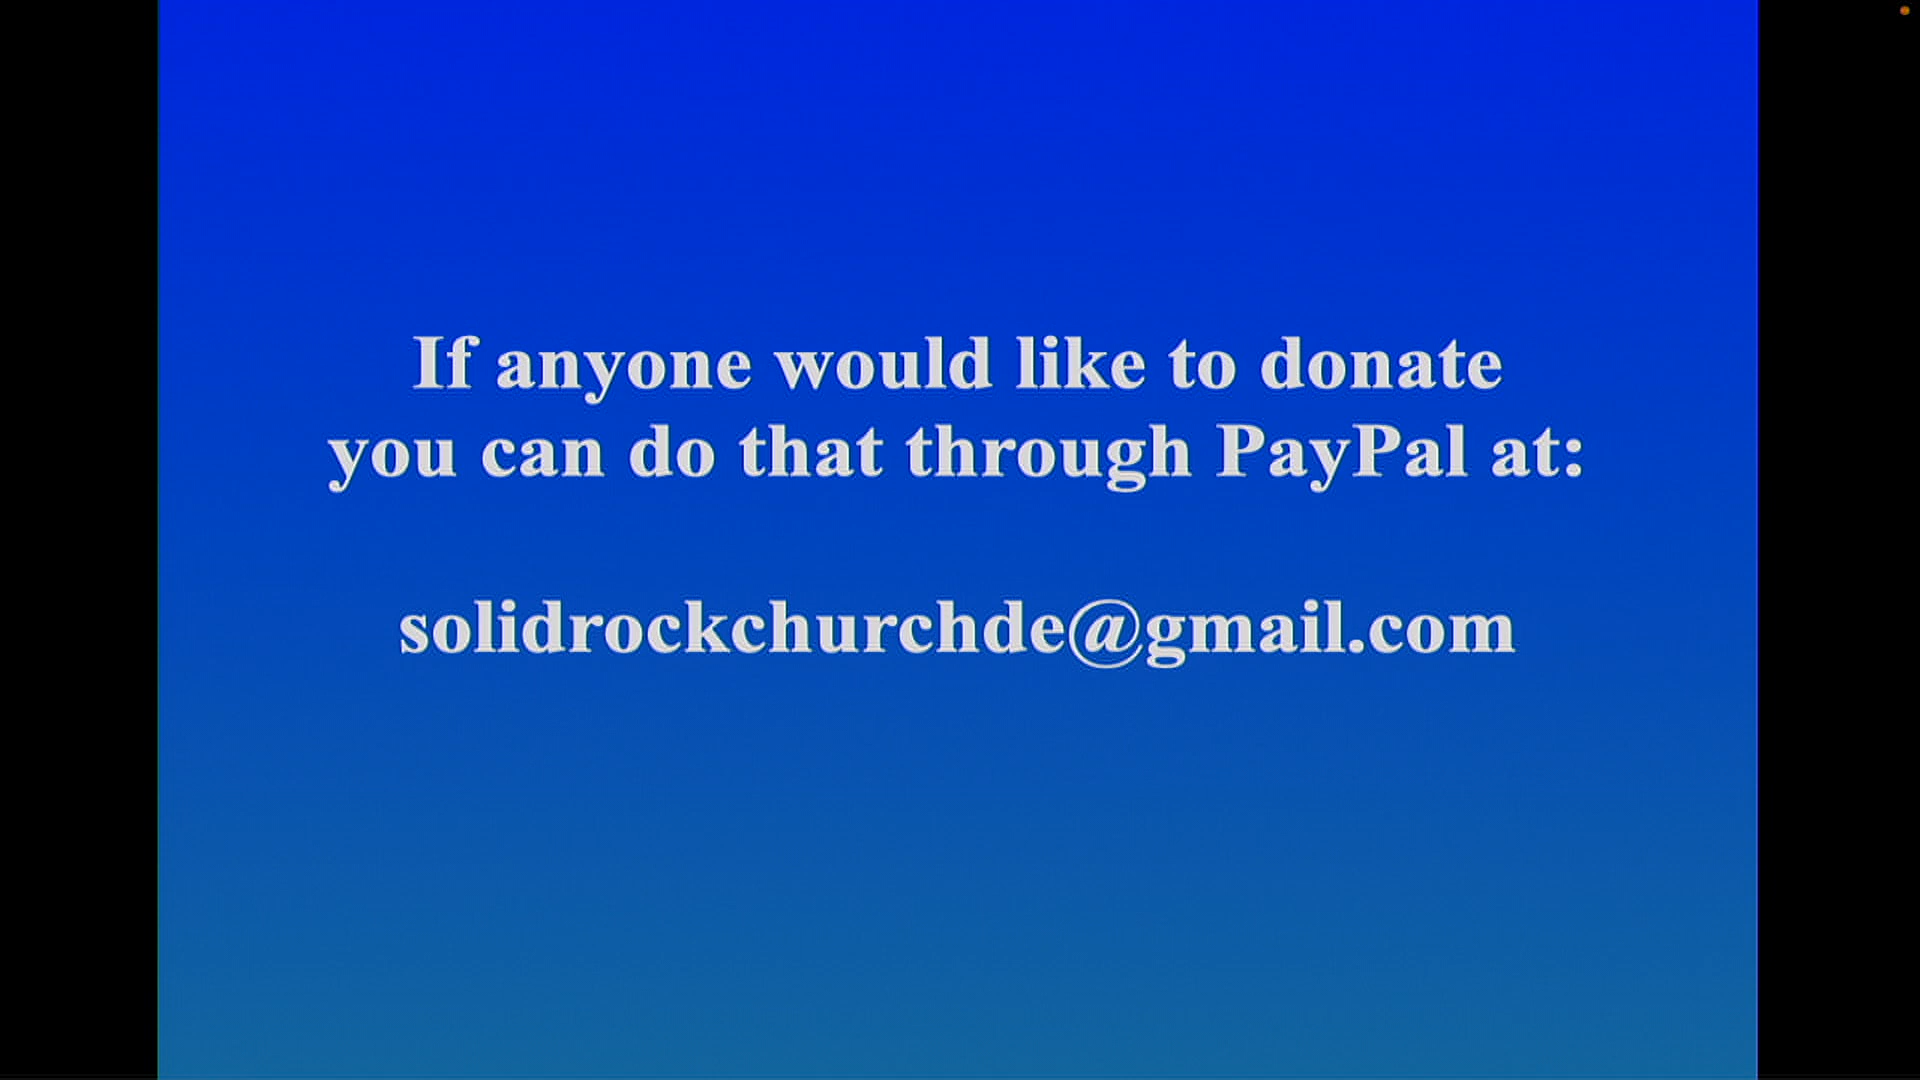 If anyone would like to donate
you can do that through PayPal at:
solidrockchurchde@gmail.com